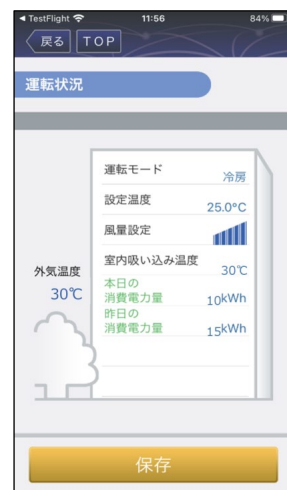 ◀ TestFlight 11:56 84%
戻る TOP
運転状況
運転モード 冷房
設定温度 25.0°C
風量設定
室内吸い込み温度 30℃
外気温度
30℃
本日の
消費電力量 10kWh
昨日の
消費電力量 15kWh
保存